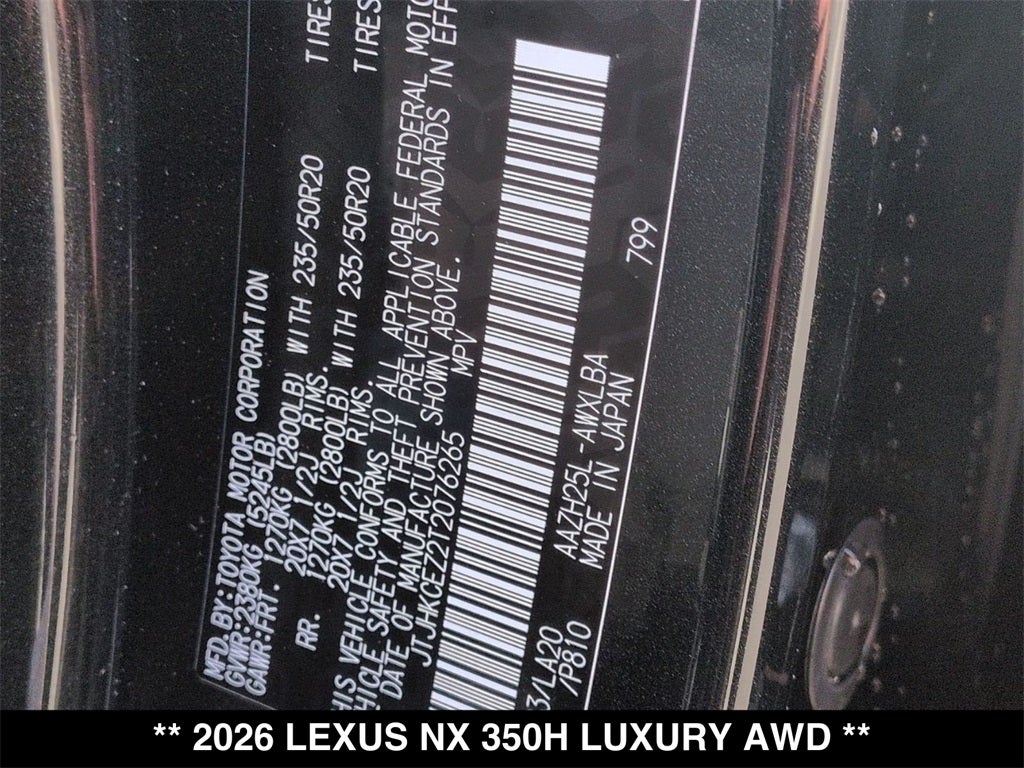 MFD.BY:TOYOTA MOTOR CORPORATION
GVWR:2380KG (5245LB)
GAWR:FRT. 1270KG (2800LB) WITH 235/50R20 TIRES
20X7 1/2J RIMS.
RR. 1270KG (2800LB) WITH 235/50R20 TIRES
20X7 1/2J RIMS.
HIS VEHICLE CONFORMS TO ALL APPLICABLE FEDERAL MOTO
HICLE SAFETY AND THEFT PREVENTION STANDARDS IN EFF
DATE OF MANUFACTURE SHOWN ABOVE.
JTJHKCEZ2T2076265 MPV
3/LA20 AAZH25L-AWXLBA 799
/P810 MADE IN JAPAN
** 2026 LEXUS NX 350H LUXURY AWD **